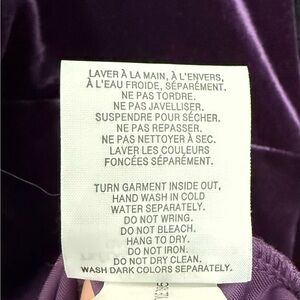 LAVER À LA MAIN, À L'ENVERS,
À L'EAU FROIDE, SÉPARÉMENT.
NE PAS TORDRE.
NE PAS JAVELLISER.
SUSPENDRE POUR SÉCHER.
NE PAS REPASSER.
NE PAS NETTOYER À SEC.
LAVER LES COULEURS
FONCÉES SÉPARÉMENT.
TURN GARMENT INSIDE OUT,
HAND WASH IN COLD
WATER SEPARATELY.
DO NOT WRING.
DO NOT BLEACH.
HANG TO DRY.
DO NOT IRON.
DO NOT DRY CLEAN.
WASH DARK COLORS SEPARATELY.